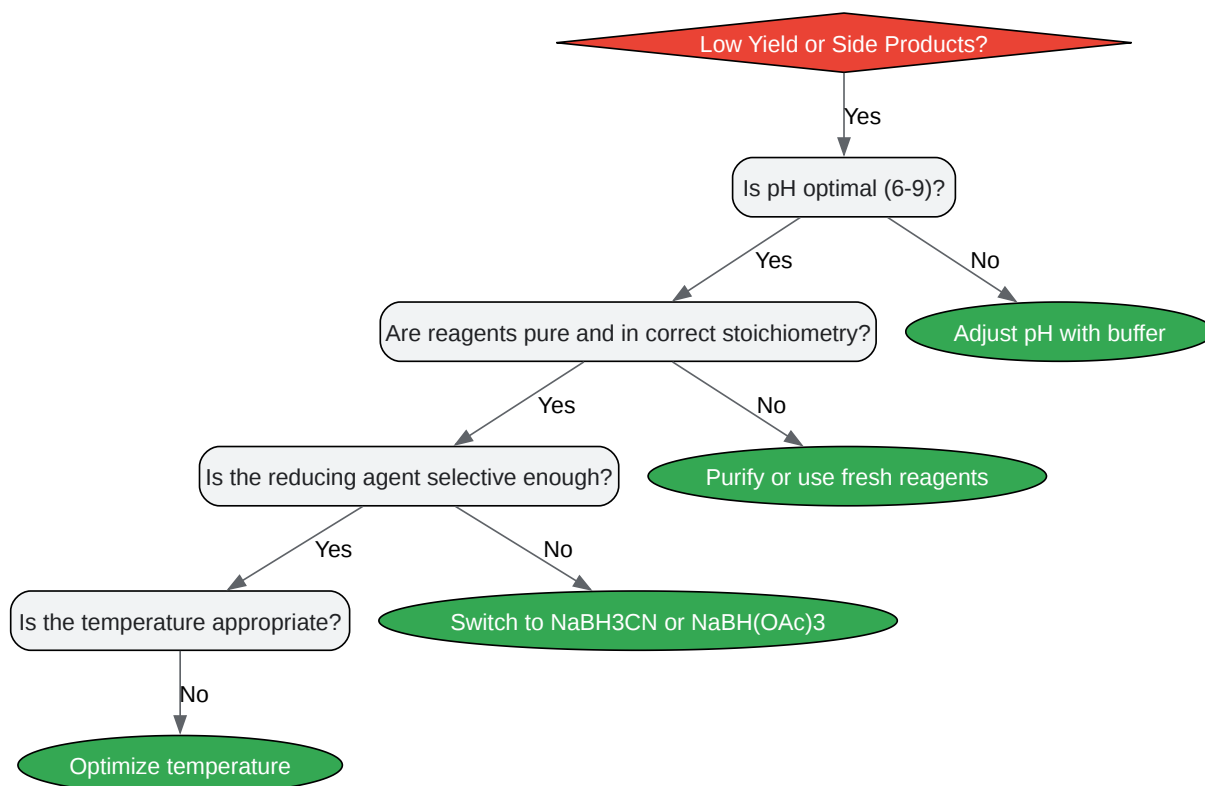 Low Yield or Side Products?
Yes
Is pH optimal (6-9)?
Yes
No
Are reagents pure and in correct stoichiometry?
Adjust pH with buffer
Yes
No
Is the reducing agent selective enough?
Purify or use fresh reagents
Yes
No
Is the temperature appropriate?
Switch to NaBH3CN or NaBH(OAc)3
No
Optimize temperature